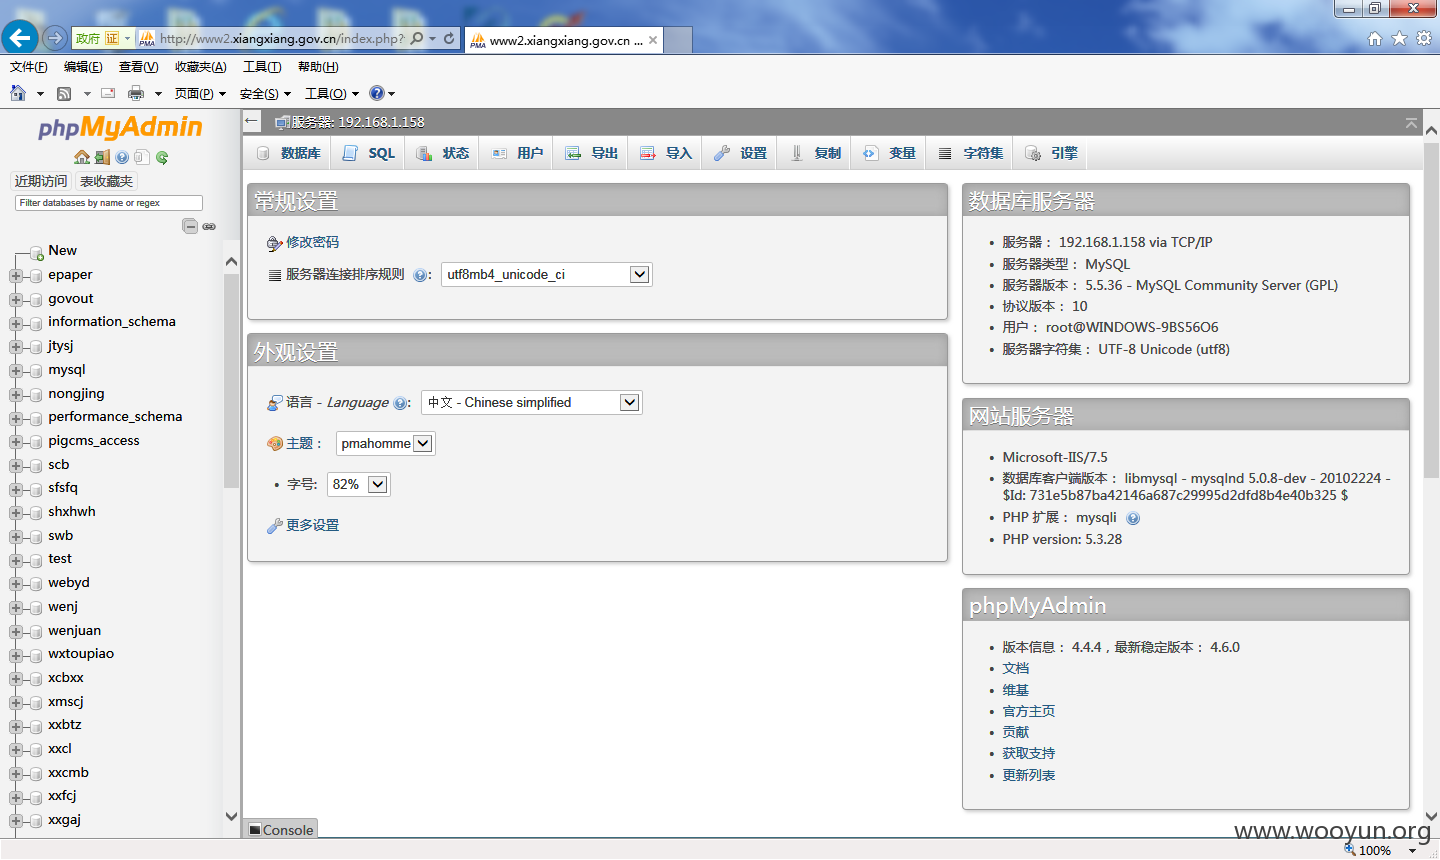 政府 证 http://www2.xiangxiang.gov.cn/index.php?
www2.xiangxiang.gov.cn ...
文件(F) 编辑(E) 查看(V) 收藏夹(A) 工具(T) 帮助(H)
页面(P) 安全(S) 工具(O)
phpMyAdmin
近期访问 表收藏夹
Filter databases by name or regex
New
epaper
govout
information_schema
jtysj
mysql
nongjing
performance_schema
pigcms_access
scb
sfsfq
shxhwh
swb
test
webyd
wenj
wenjuan
wxtoupiao
xcbxx
xmscj
xxbtz
xxcl
xxcmb
xxfcj
xxgaj
服务器: 192.168.1.158
数据库 SQL 状态 用户 导出 导入 设置 复制 变量 字符集 引擎
常规设置
修改密码
服务器连接排序规则 : utf8mb4_unicode_ci
外观设置
语言 - Language : 中文 - Chinese simplified
主题： pmahomme
• 字号: 82%
更多设置
数据库服务器
• 服务器： 192.168.1.158 via TCP/IP
• 服务器类型： MySQL
• 服务器版本： 5.5.36 - MySQL Community Server (GPL)
• 协议版本： 10
• 用户： root@WINDOWS-9BS56O6
• 服务器字符集： UTF-8 Unicode (utf8)
网站服务器
• Microsoft-IIS/7.5
• 数据库客户端版本： libmysql - mysqlnd 5.0.8-dev - 20102224 -
$Id: 731e5b87ba42146a687c29995d2dfd8b4e40b325 $
• PHP 扩展： mysqli
• PHP version: 5.3.28
phpMyAdmin
• 版本信息： 4.4.4，最新稳定版本： 4.6.0
• 文档
• 维基
• 官方主页
• 贡献
• 获取支持
• 更新列表
Console
www.wooyun.org
100%